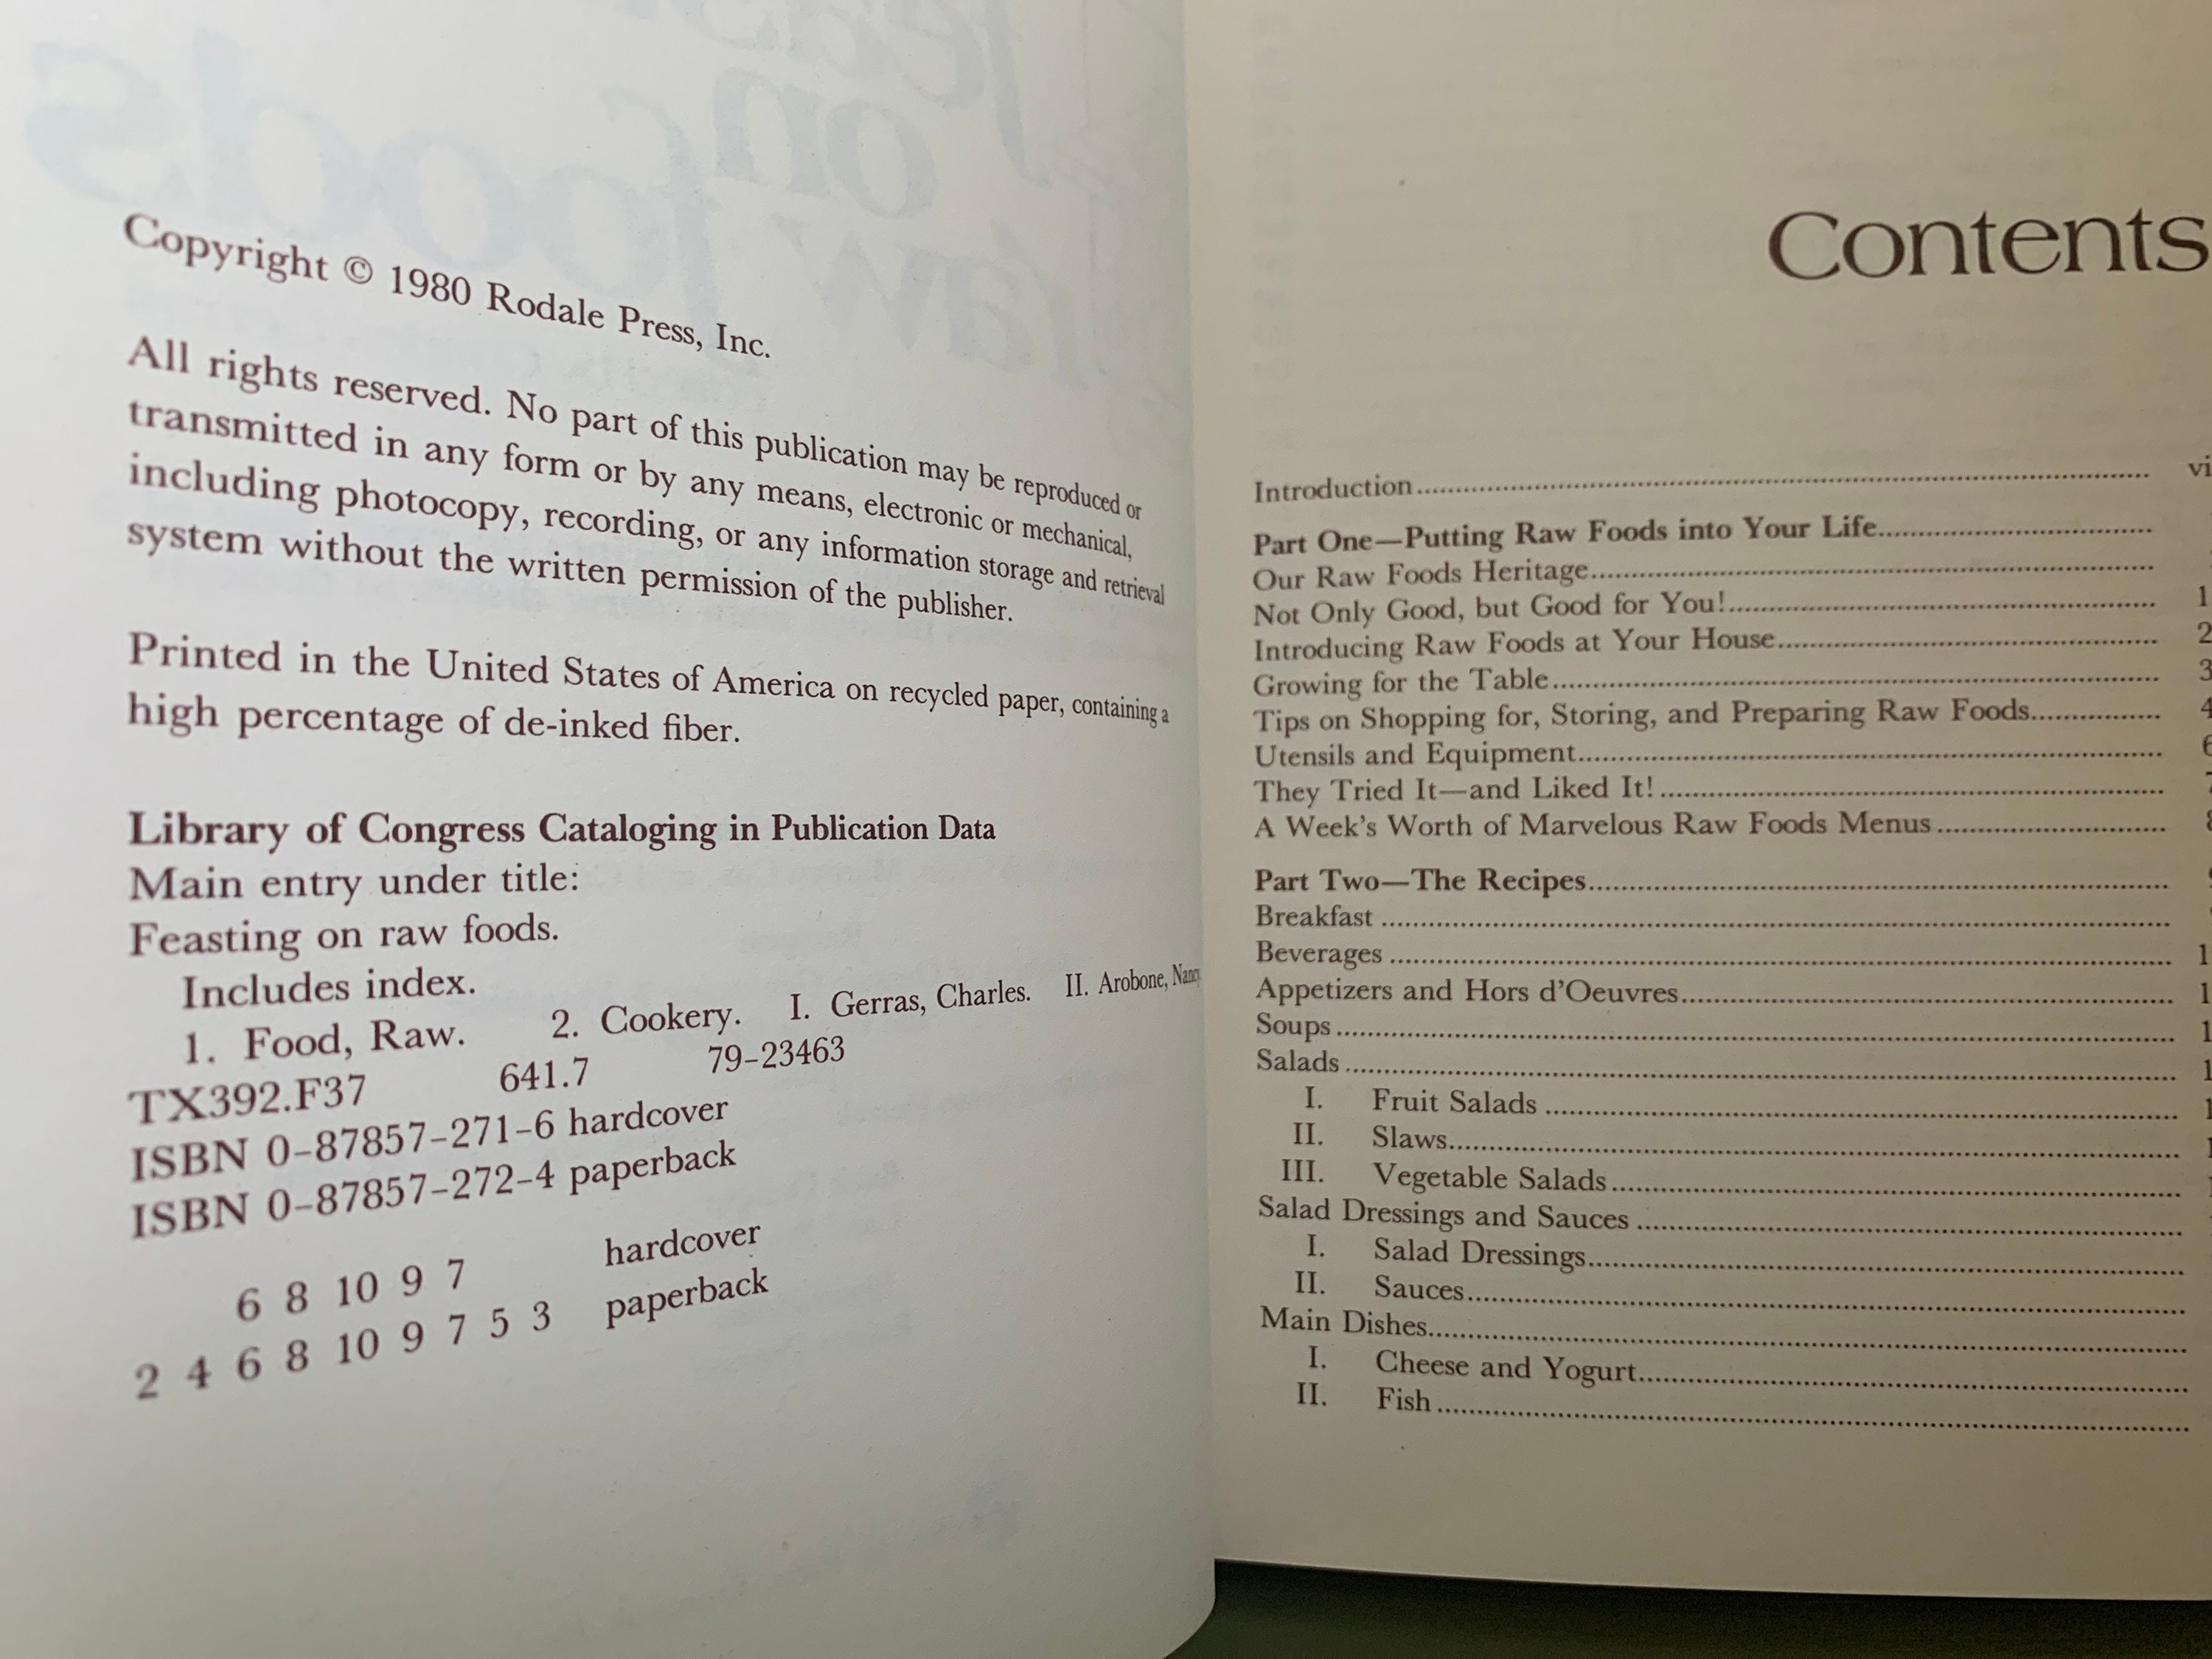 Copyright © 1980 Rodale Press, Inc.
All rights reserved. No part of this publication may be reproduced or
transmitted in any form or by any means, electronic or mechanical,
including photocopy, recording, or any information storage and retrieval
system without the written permission of the publisher.
Printed in the United States of America on recycled paper, containing a
high percentage of de-inked fiber.
Library of Congress Cataloging in Publication Data
Main entry under title:
Feasting on raw foods.
Includes index.
1. Food, Raw. 2. Cookery. I. Gerras, Charles. II. Arobone, Nancy
TX392.F37 641.7 79-23463
ISBN 0-87857-271-6 hardcover
ISBN 0-87857-272-4 paperback
6 8 10 9 7 hardcover
2 4 6 8 10 9 7 5 3 paperback
Contents
Introduction
Part One—Putting Raw Foods into Your Life
Our Raw Foods Heritage
Not Only Good, but Good for You!
Introducing Raw Foods at Your House
Growing for the Table
Tips on Shopping for, Storing, and Preparing Raw Foods
Utensils and Equipment
They Tried It—and Liked It!
A Week's Worth of Marvelous Raw Foods Menus
Part Two—The Recipes
Breakfast
Beverages
Appetizers and Hors d'Oeuvres
Soups
Salads
I. Fruit Salads
II. Slaws
III. Vegetable Salads
Salad Dressings and Sauces
I. Salad Dressings
II. Sauces
Main Dishes
I. Cheese and Yogurt
II. Fish